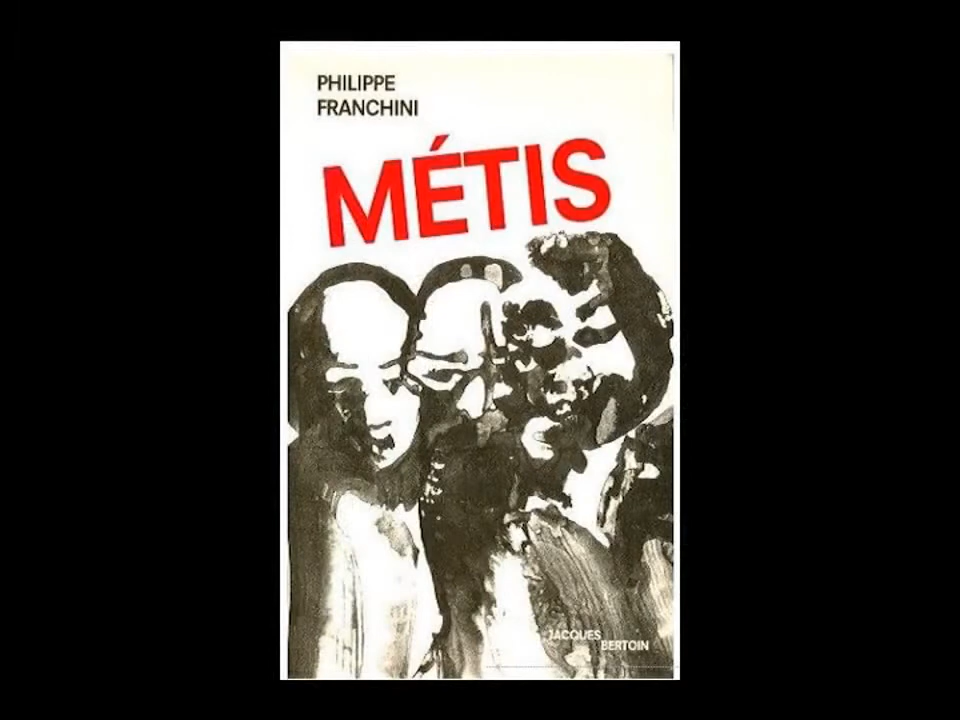 PHILIPPE
FRANCHINI
MÉTIS
JACQUES
BERTOIN